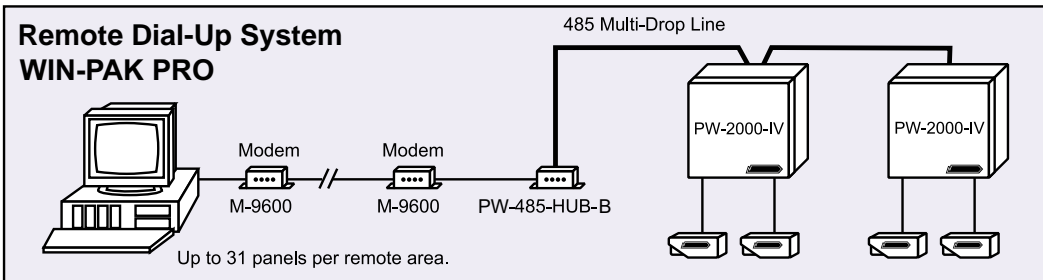 Remote Dial-Up System
WIN-PAK PRO
485 Multi-Drop Line
PW-2000-IV
PW-2000-IV
Modem
Modem
M-9600
M-9600
PW-485-HUB-B
Up to 31 panels per remote area.